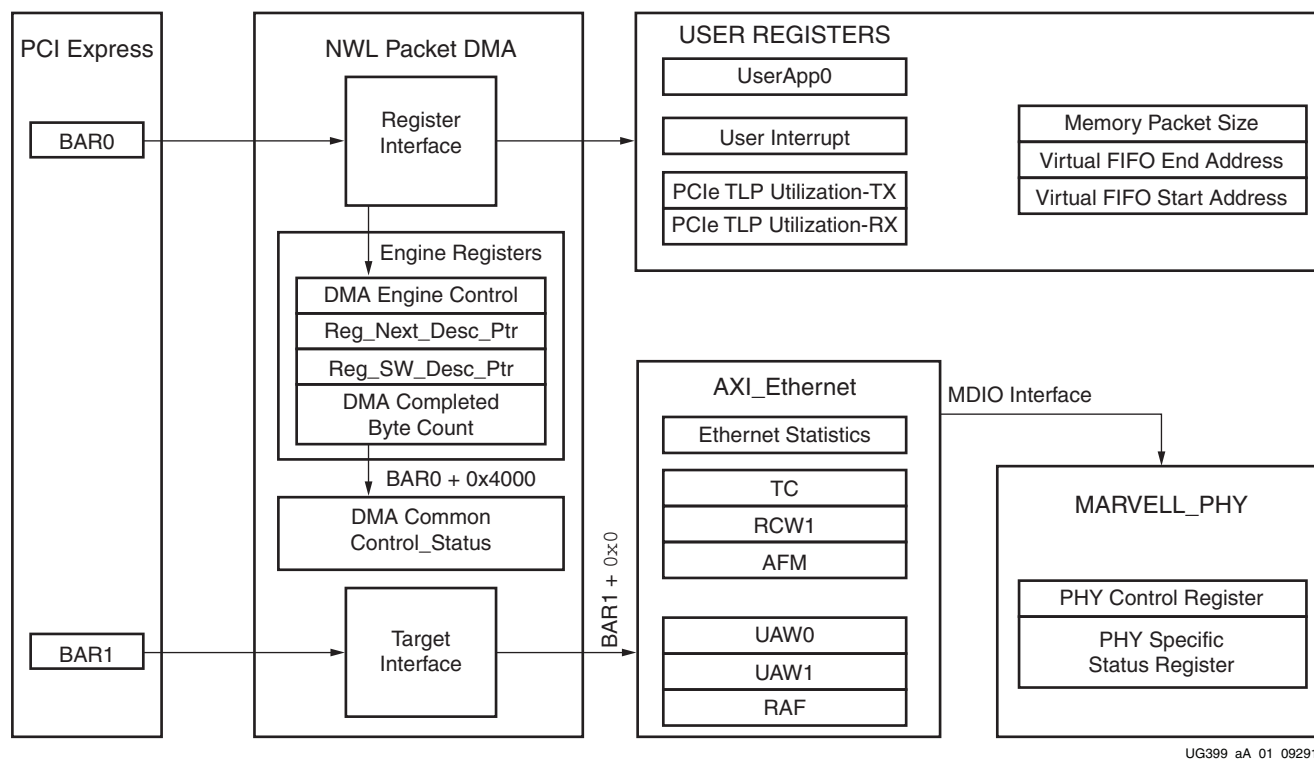 PCI Express
BAR0
BAR1
NWL Packet DMA
Register
Interface
Engine Registers
DMA Engine Control
Reg_Next_Desc_Ptr
Reg_SW_Desc_Ptr
DMA Completed
Byte Count
BAR0 + 0x4000
DMA Common
Control_Status
Target
Interface
BAR1 + 0x0
USER REGISTERS
UserApp0
User Interrupt
PCIe TLP Utilization-TX
PCIe TLP Utilization-RX
Memory Packet Size
Virtual FIFO End Address
Virtual FIFO Start Address
AXI_Ethernet
Ethernet Statistics
TC
RCW1
AFM
UAW0
UAW1
RAF
MDIO Interface
MARVELL_PHY
PHY Control Register
PHY Specific
Status Register
UG399_aA_01_09291